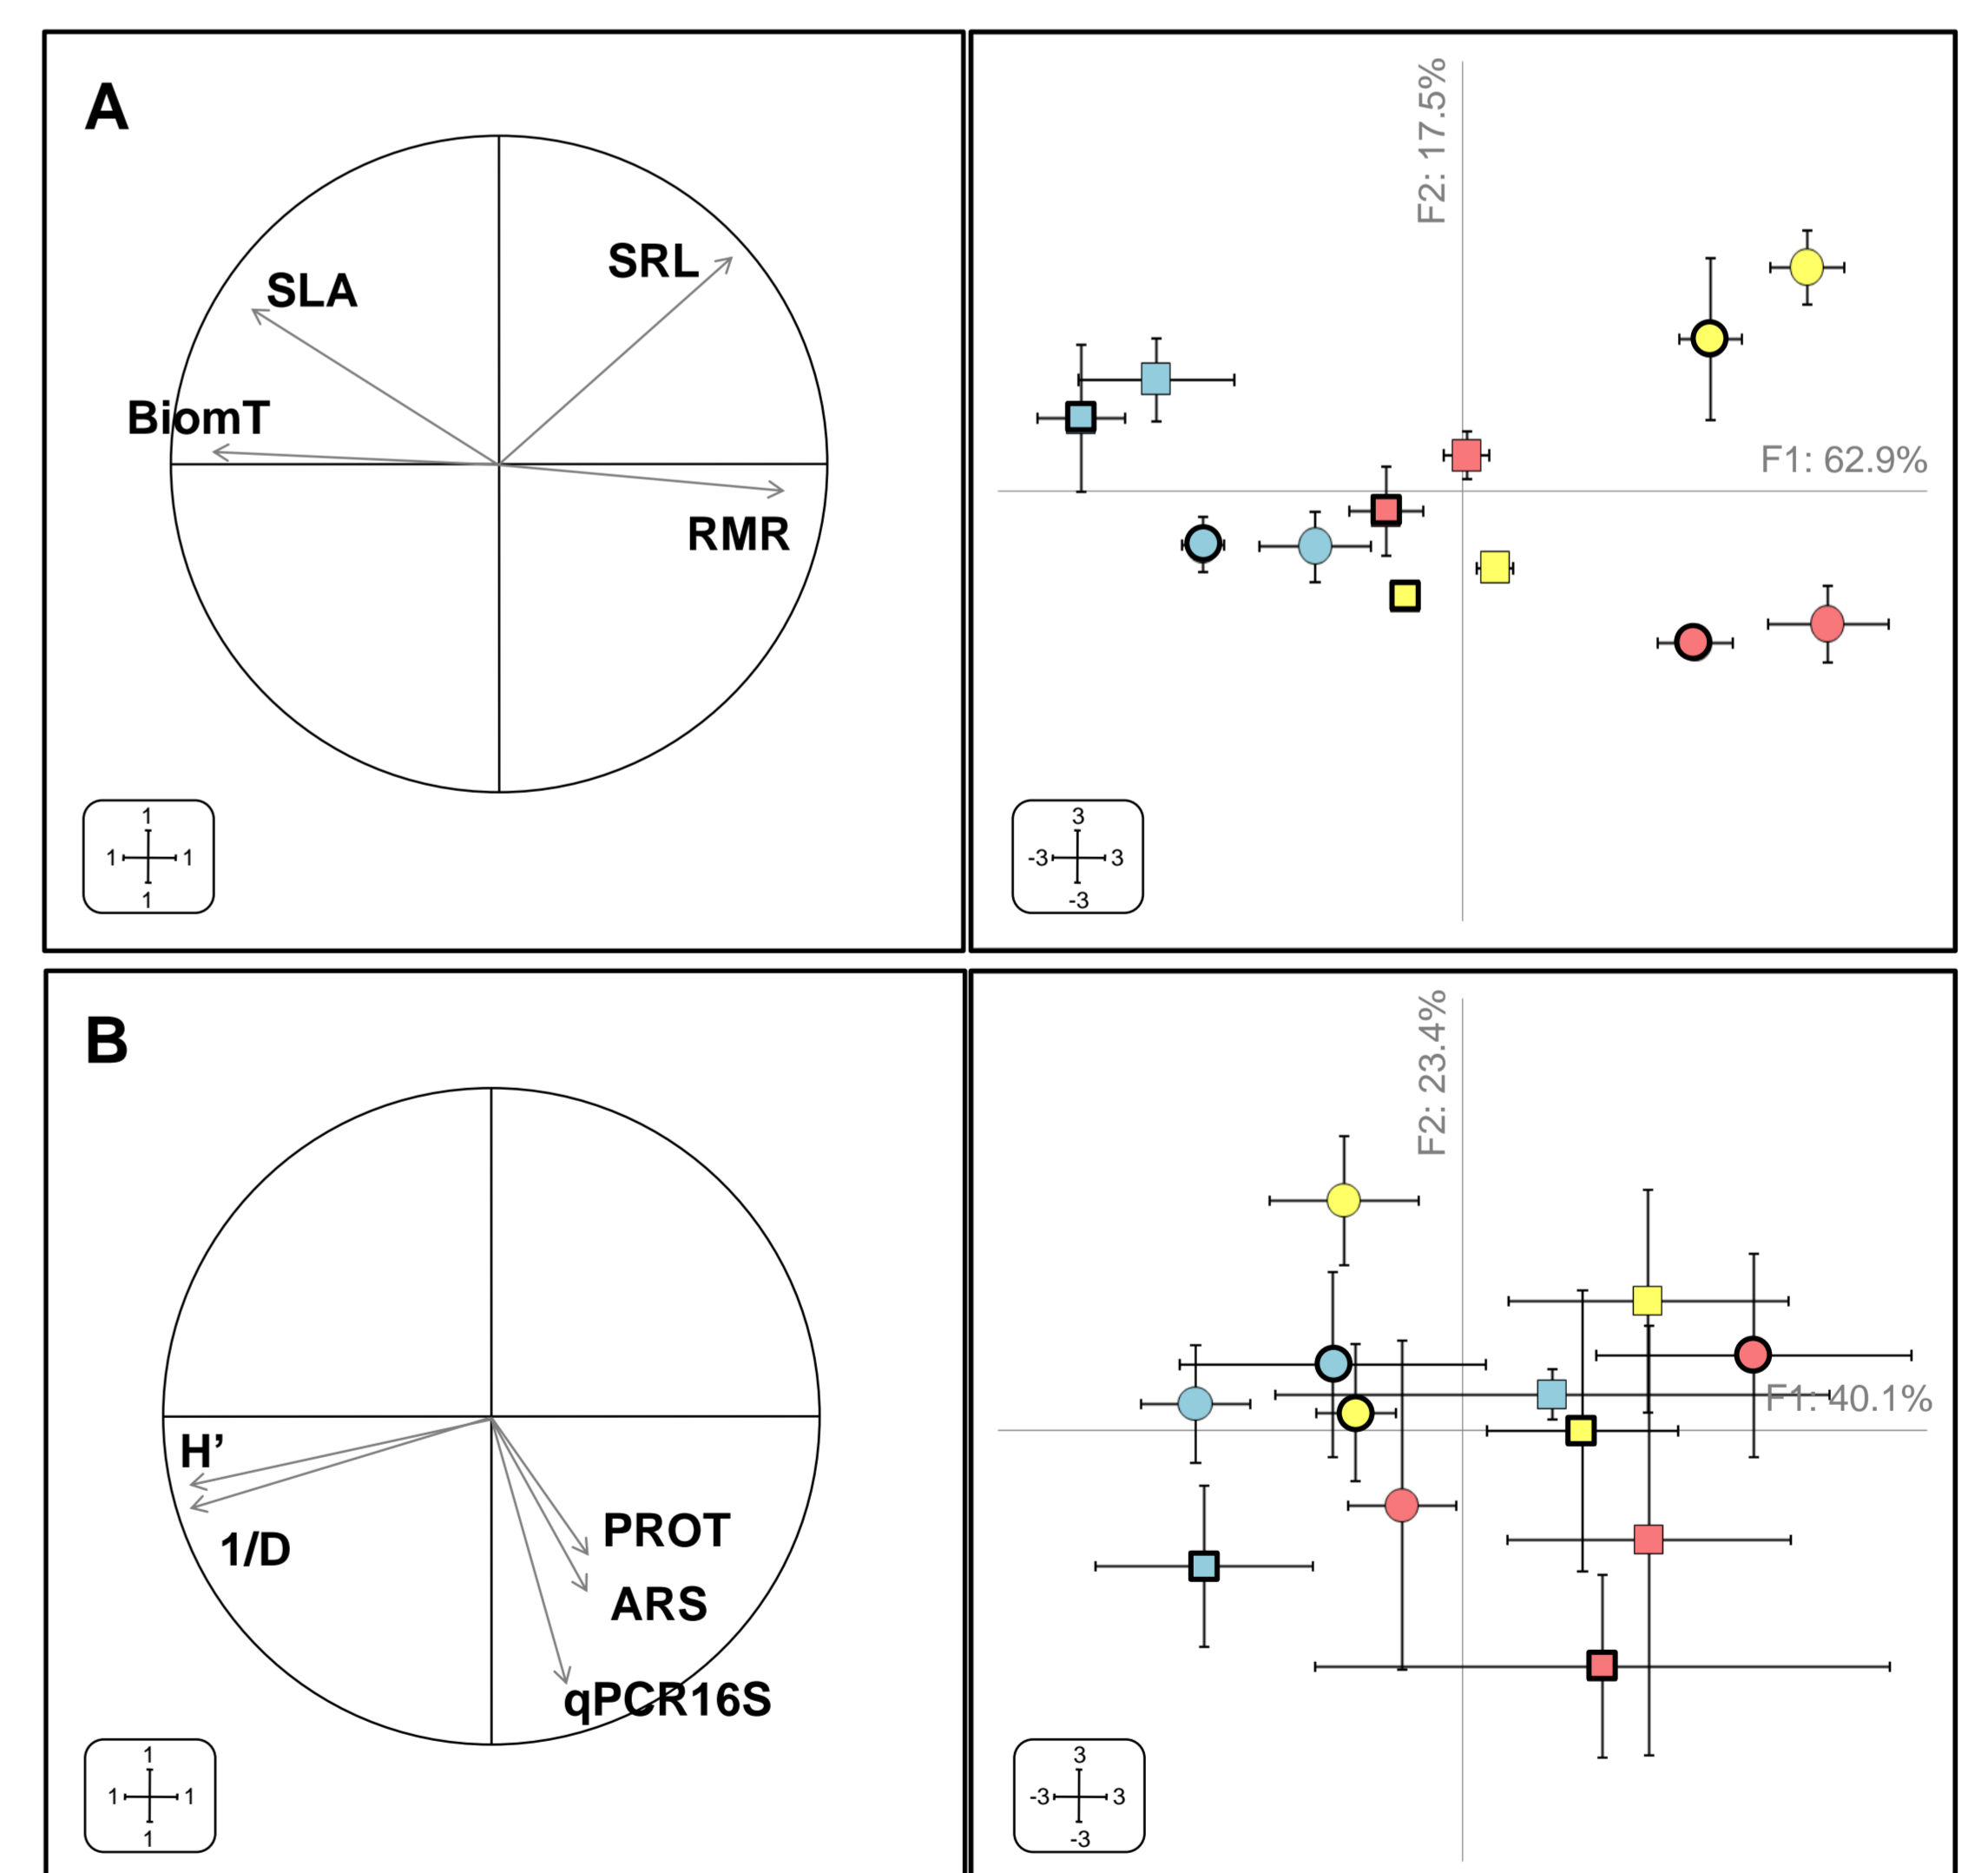 A
SRL
SLA
BiomT
RMR
1
1 1
1
F2: 17.5%
F1: 62.9%
3
-3 3
-3
B
H’
1/D
PROT
ARS
qPCR16S
1
1 1
1
F2: 23.4%
F1: 40.1%
3
-3 3
-3